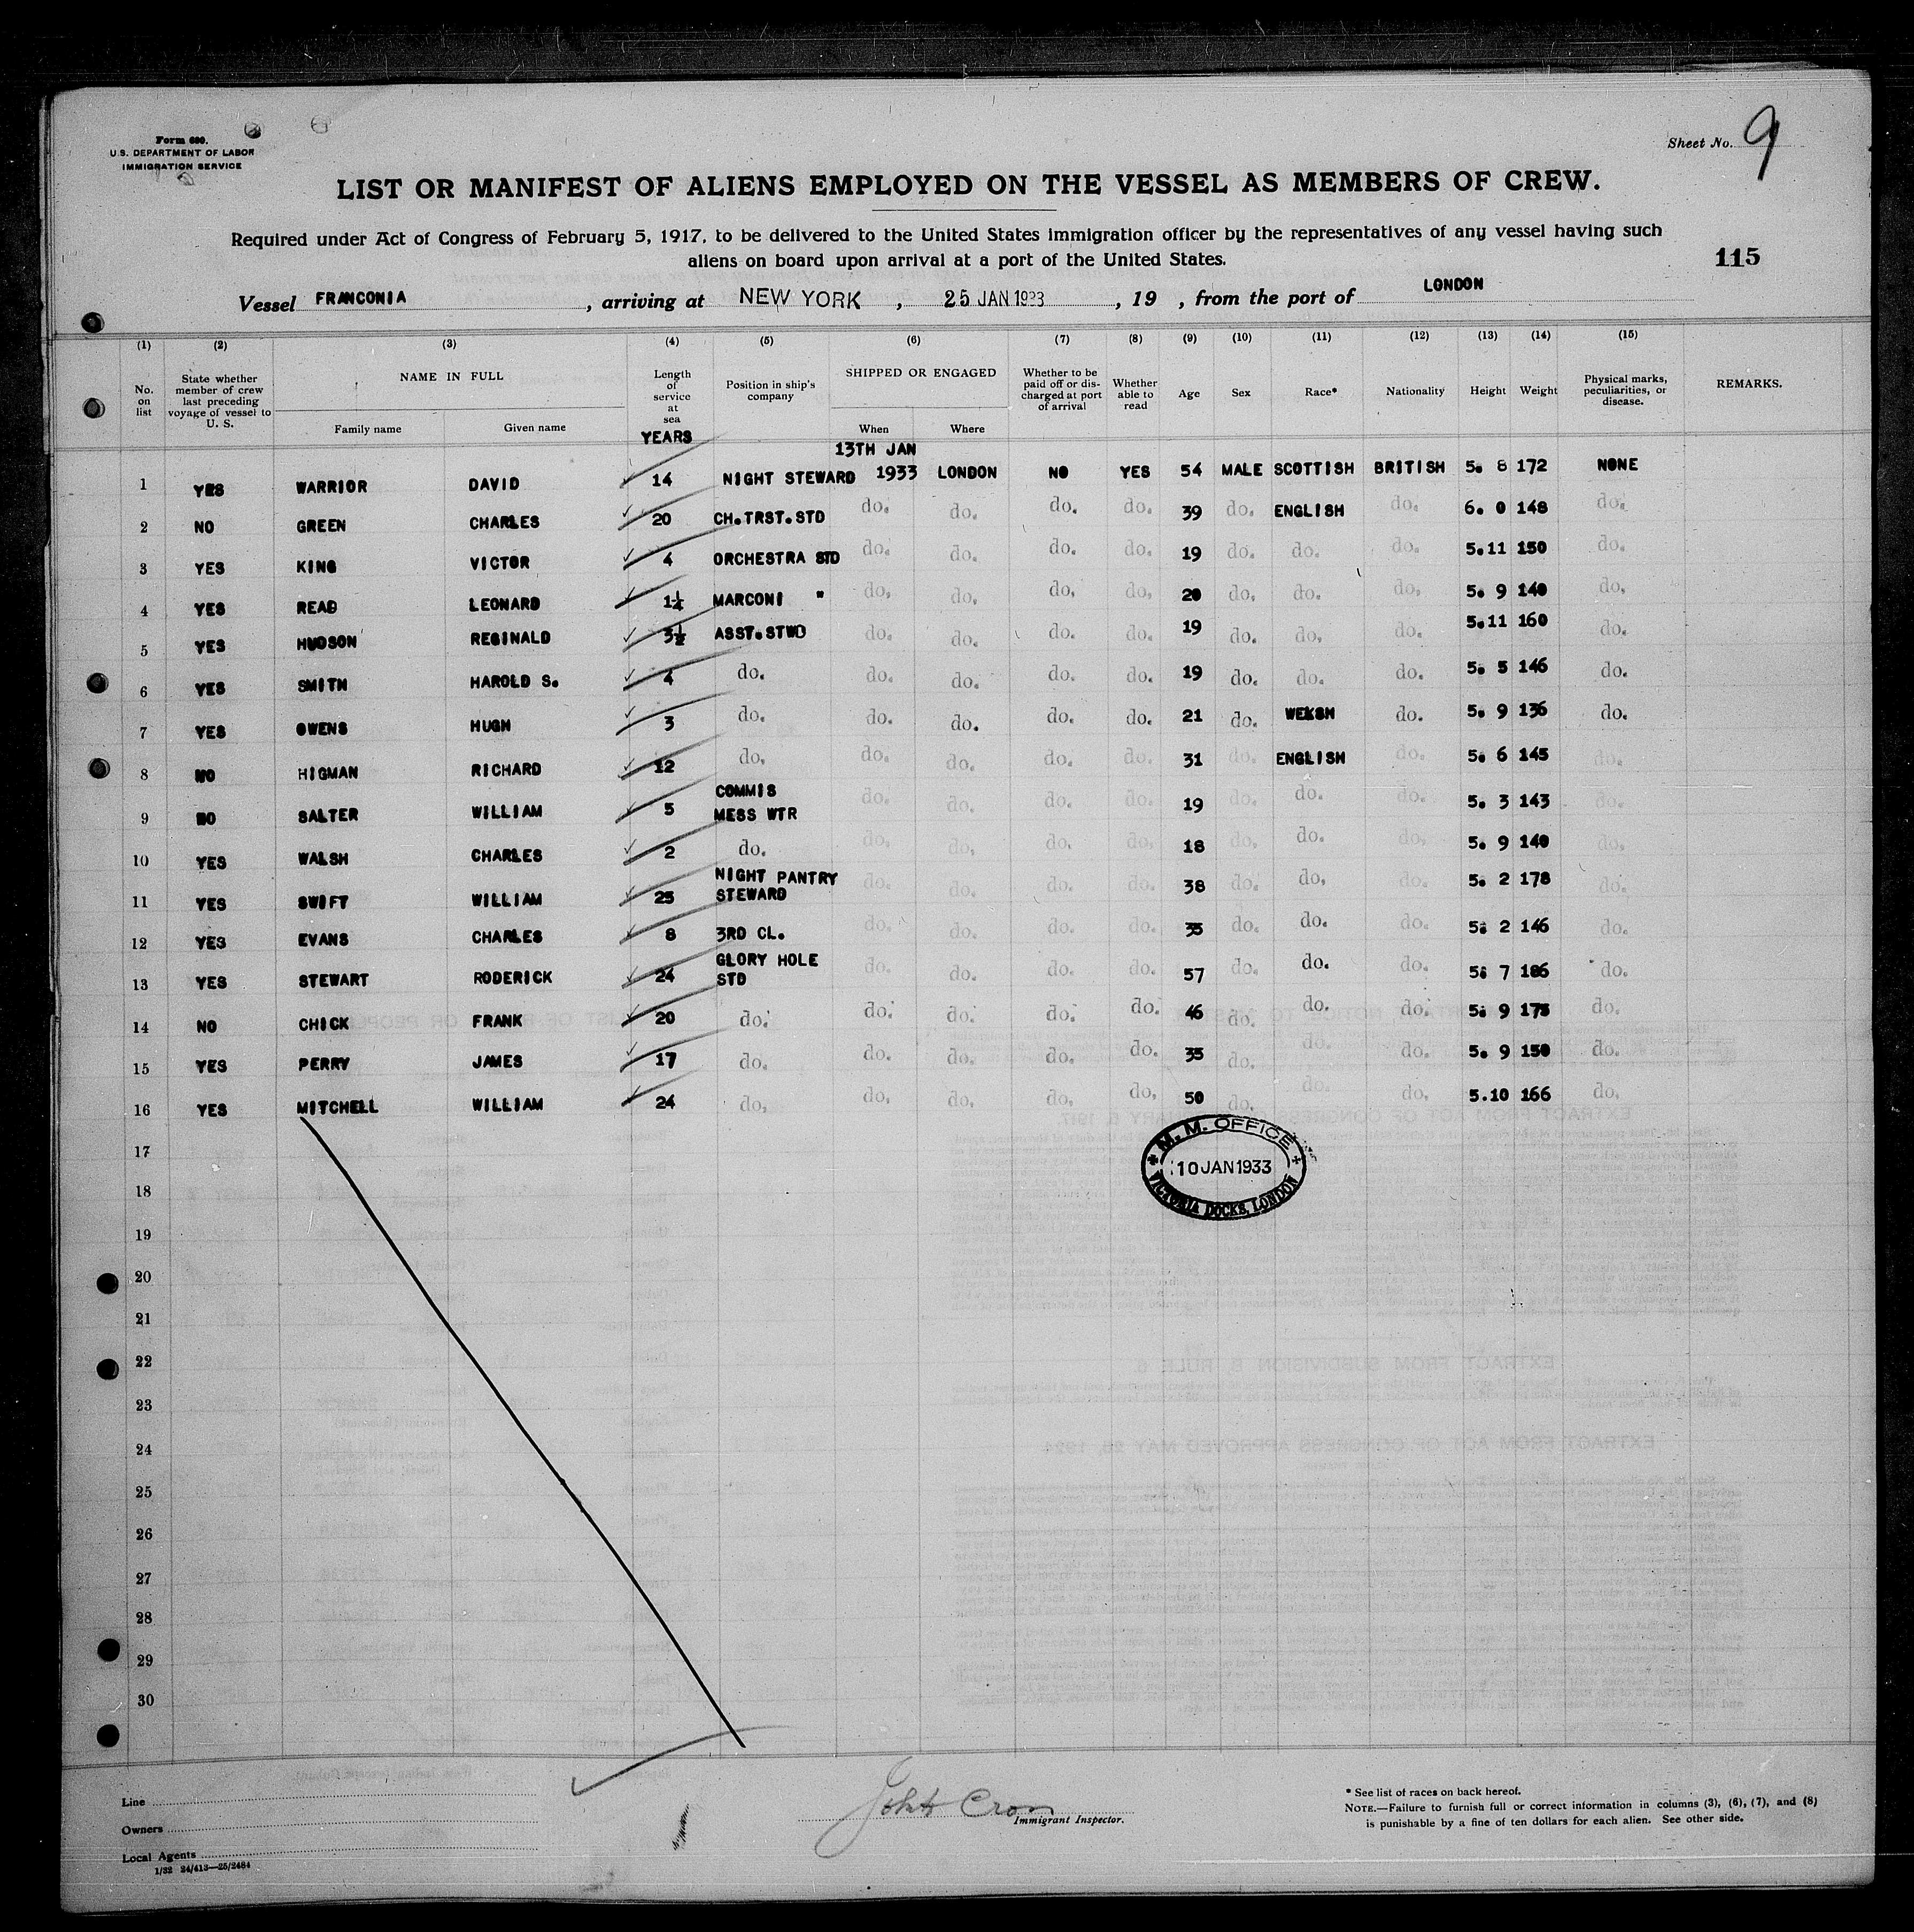 Form 680.
U.S. DEPARTMENT OF LABOR
IMMIGRATION SERVICE
Sheet No. 9
LIST OR MANIFEST OF ALIENS EMPLOYED ON THE VESSEL AS MEMBERS OF CREW.
Required under Act of Congress of February 5, 1917, to be delivered to the United States immigration officer by the representatives of any vessel having such
aliens on board upon arrival at a port of the United States.
115
Vessel FRANCONIA, arriving at NEW YORK, 25 JAN 1933, 19 , from the port of LONDON
(1) (2) (3) (4) (5) (6) (7) (8) (9) (10) (11) (12) (13) (14) (15)
No. on list State whether member of crew last preceding voyage of vessel to U. S. NAME IN FULL Family name Given name Length of service at sea Position in ship's company SHIPPED OR ENGAGED When Where Whether to be paid off or discharged at port of arrival Whether able to read Age Sex Race* Nationality Height Weight Physical marks, peculiarities, or disease. REMARKS.
YEARS 13TH JAN
1 YES WARRIOR DAVID 14 NIGHT STEWARD 1933 LONDON NO YES 54 MALE SCOTTISH BRITISH 5. 8 172 NONE
2 NO GREEN CHARLES 20 CH.TRST.STD do. do. do. do. 39 do. ENGLISH do. 6. 0 148 do.
3 YES KING VICTOR 4 ORCHESTRA STD do. do. do. do. 19 do. do. do. 5.11 150 do.
4 YES READ LEONARD 1¼ MARCONI " do. do. do. do. 20 do. do. do. 5. 9 140 do.
5 YES HUDSON REGINALD 3½ ASST.STWD do. do. do. do. 19 do. do. do. 5.11 160 do.
6 YES SMITH HAROLD S. 4 do. do. do. do. do. 19 do. do. do. 5. 5 146 do.
7 YES OWENS HUGH 3 do. do. do. do. do. 21 do. WELSH do. 5. 9 136 do.
8 NO HIGMAN RICHARD 12 do. do. do. do. do. 31 do. ENGLISH do. 5. 6 145 do.
9 NO SALTER WILLIAM 5 COMMIS MESS WTR do. do. do. do. 19 do. do. do. 5. 3 143 do.
10 YES WALSH CHARLES 2 do. do. do. do. do. 18 do. do. do. 5. 9 140 do.
11 YES SWIFT WILLIAM 25 NIGHT PANTRY STEWARD do. do. do. do. 38 do. do. do. 5. 2 178 do.
12 YES EVANS CHARLES 8 3RD CL. do. do. do. do. 35 do. do. do. 5. 2 146 do.
13 YES STEWART RODERICK 24 GLORY HOLE STD do. do. do. do. 57 do. do. do. 5. 7 186 do.
14 NO CHICK FRANK 20 do. do. do. do. do. 46 do. do. do. 5. 9 175 do.
15 YES PERRY JAMES 17 do. do. do. do. do. 35 do. do. do. 5. 9 150 do.
16 YES MITCHELL WILLIAM 24 do. do. do. do. do. 50 do. do. do. 5.10 166 do.
17
M. M. OFFICE
10 JAN 1933
VICTORIA DOCKS, LONDON
18
19
20
21
22
23
24
25
26
27
28
29
30
Line
Owners
Local Agents
1/32 24/413—25/2484
John Cron
Immigrant Inspector.
* See list of races on back hereof.
NOTE.—Failure to furnish full or correct information in columns (3), (6), (7), and (8)
is punishable by a fine of ten dollars for each alien. See other side.